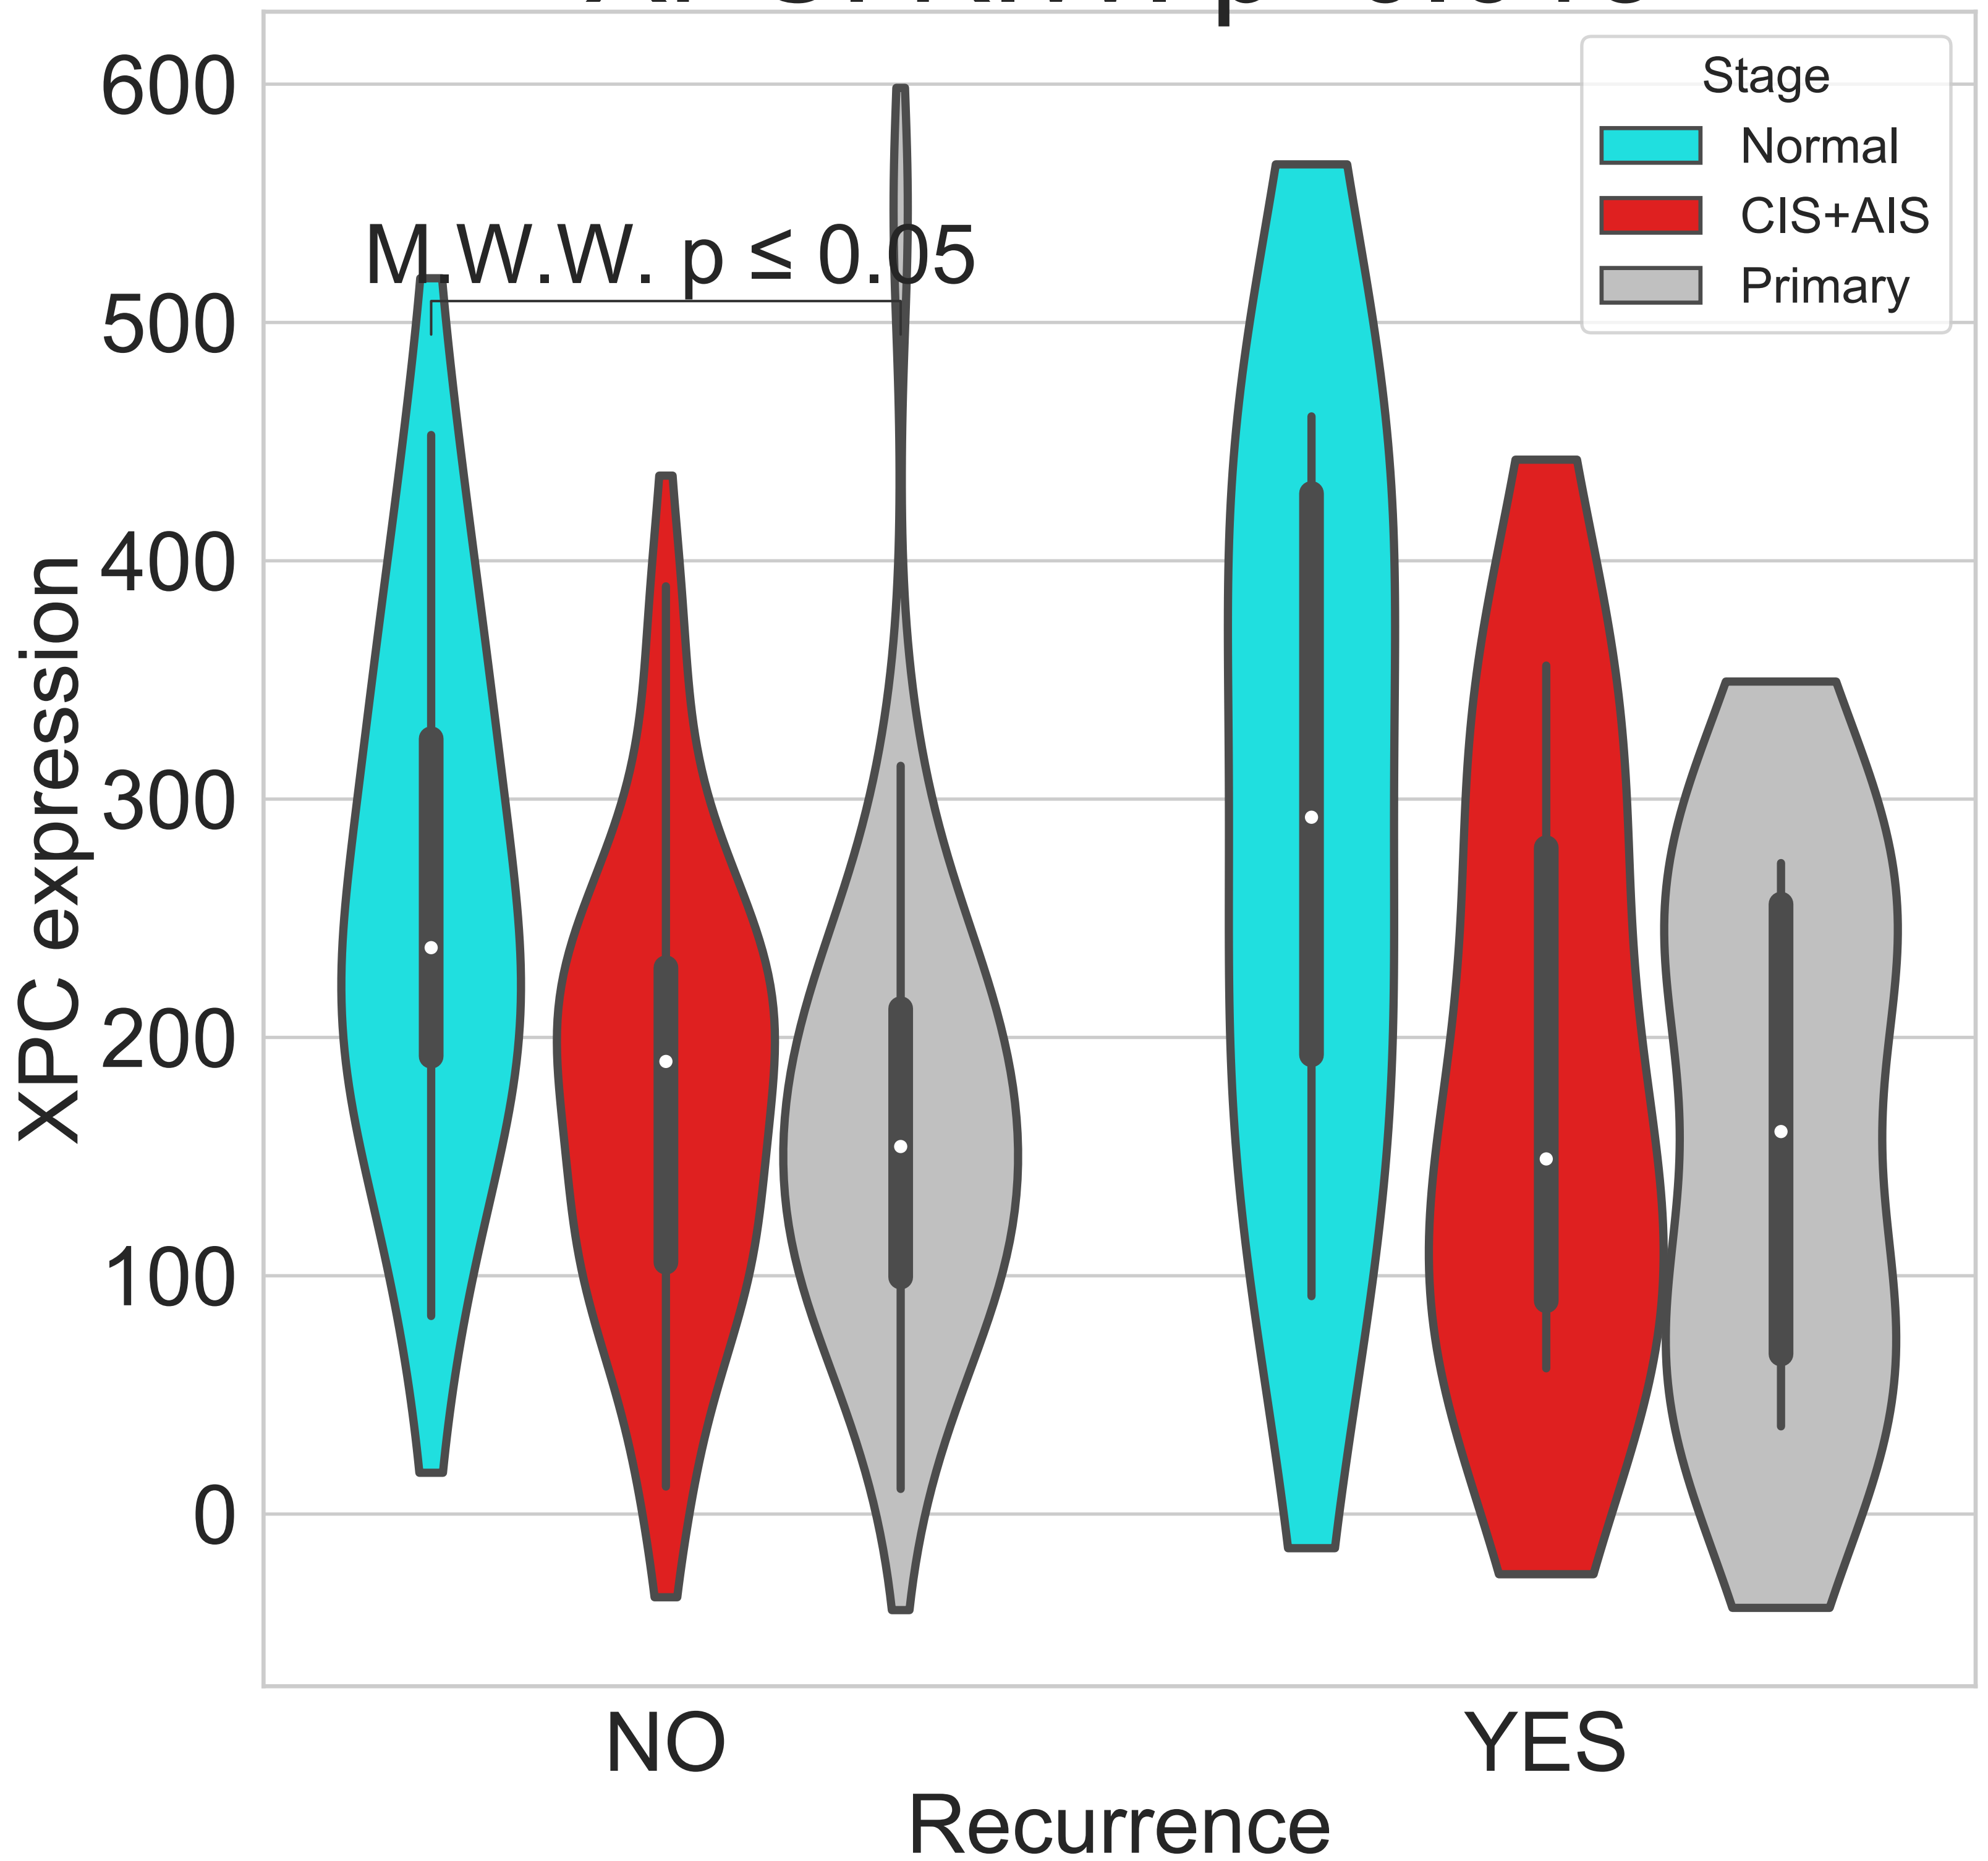 600
500
400
300
200
100
0
XPC expression
M.W.W. p ≤ 0.05
Stage
Normal
CIS+AIS
Primary
NO
YES
Recurrence